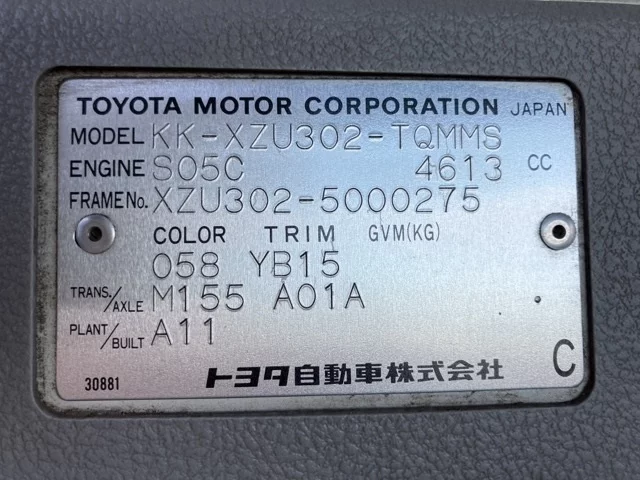 TOYOTA MOTOR CORPORATION JAPAN
MODEL KK-XZU302-TQMMS
ENGINE S05C 4613 CC
FRAME No. XZU302-5000275
COLOR TRIM GVM(KG)
058 YB15
TRANS./AXLE M155 A01A
PLANT/BUILT A11
30881 トヨタ自動車株式会社 C